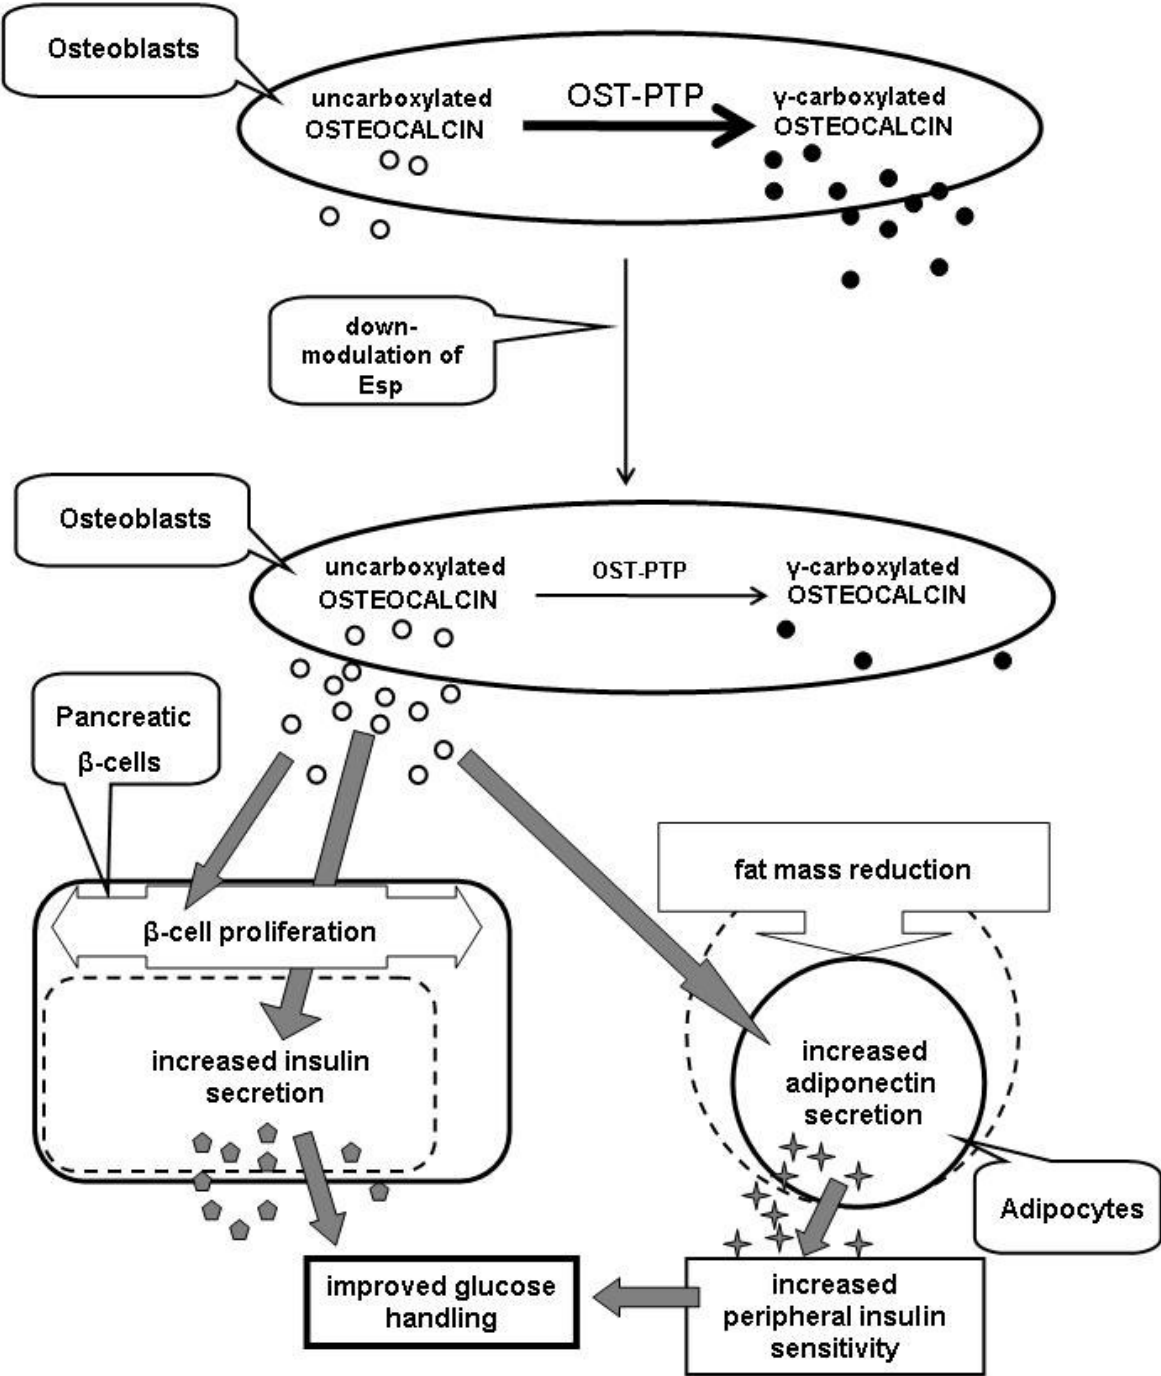 Osteoblasts
uncarboxylated
OSTEOCALCIN
OST-PTP
γ-carboxylated
OSTEOCALCIN
down-
modulation of
Esp
Osteoblasts
uncarboxylated
OSTEOCALCIN
OST-PTP
γ-carboxylated
OSTEOCALCIN
Pancreatic
β-cells
β-cell proliferation
increased insulin
secretion
fat mass reduction
increased
adiponectin
secretion
Adipocytes
improved glucose
handling
increased
peripheral insulin
sensitivity